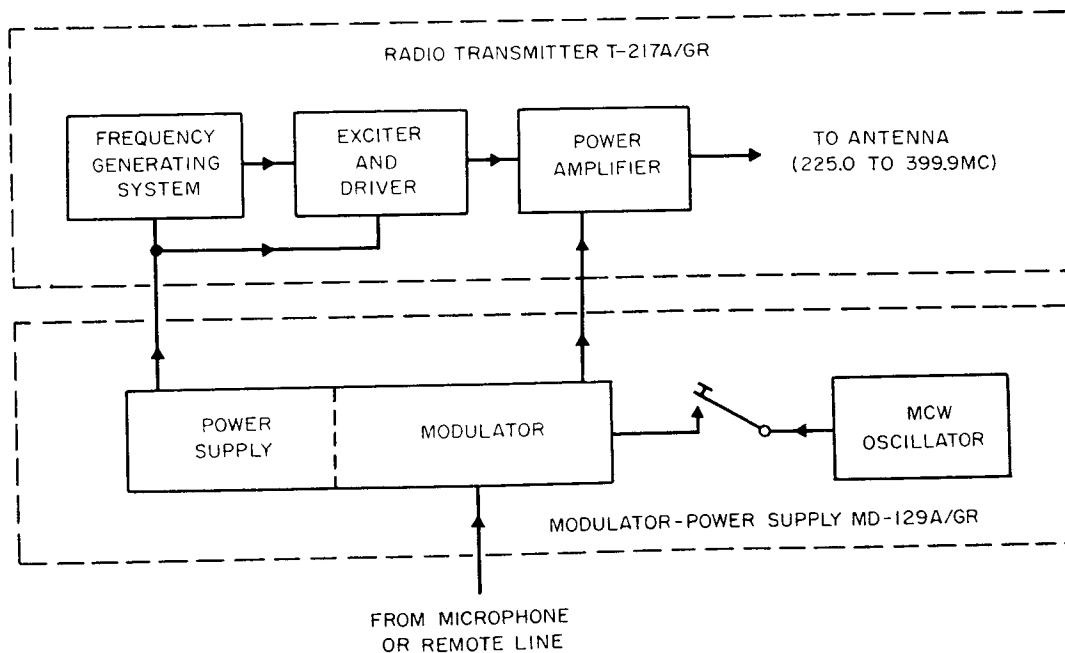 RADIO TRANSMITTER T-217A/GR
FREQUENCY
GENERATING
SYSTEM
EXCITER
AND
DRIVER
POWER
AMPLIFIER
TO ANTENNA
(225.0 TO 399.9MC)
POWER
SUPPLY
MODULATOR
MCW
OSCILLATOR
MODULATOR-POWER SUPPLY MD-129A/GR
FROM MICROPHONE
OR REMOTE LINE